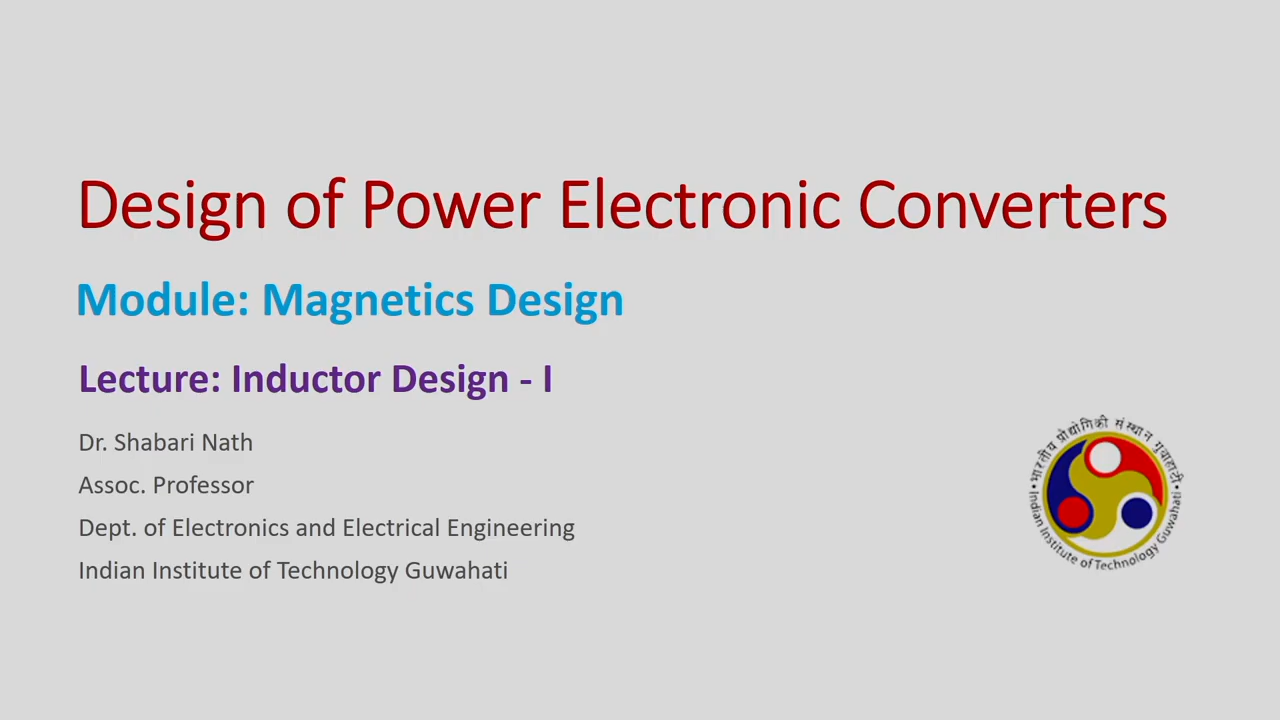 Design of Power Electronic Converters
Module: Magnetics Design
Lecture: Inductor Design - I
Dr. Shabari Nath
Assoc. Professor
Dept. of Electronics and Electrical Engineering
Indian Institute of Technology Guwahati
भारतीय प्रौद्योगिकी संस्थान गुवाहाटी
Indian Institute of Technology Guwahati